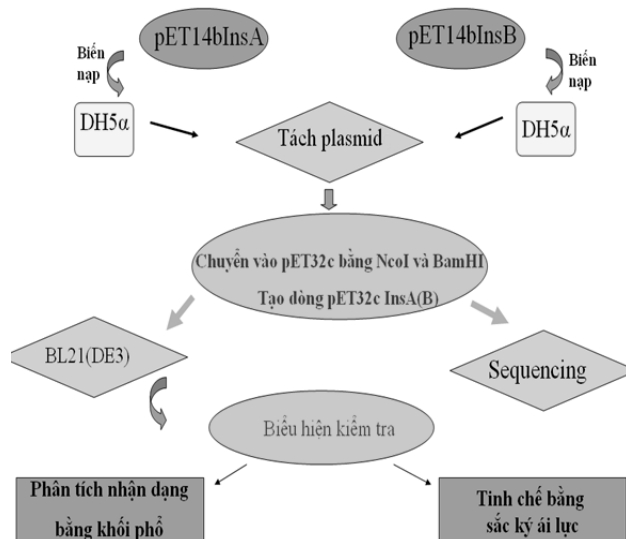 pET14bInsA
pET14bInsB
Biến
nạp
Biến
nạp
DH5α
DH5α
Tách plasmid
Chuyển vào pET32c bằng NcoI và BamHI
Tạo dòng pET32c InsA(B)
BL21(DE3)
Sequencing
Biểu hiện kiểm tra
Phân tích nhận dạng
bằng khối phổ
Tinh chế bằng
sắc ký ái lực